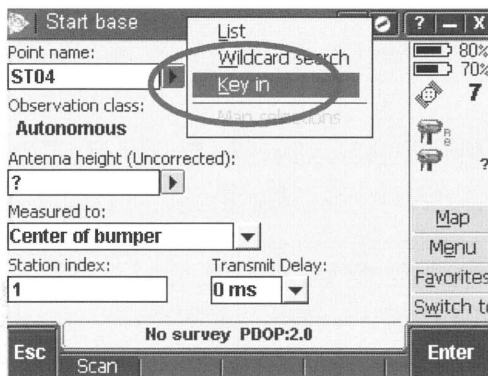 Start base
? – X
List
Wildcard search
Key in
Map selections
Point name:
ST04
80%
70%
Observation class:
Autonomous
7
Antenna height (Uncorrected):
?
?
Measured to:
Center of bumper
Map
Menu
Station index:
Transmit Delay:
1
0 ms
Favorites
Switch to
No survey PDOP:2.0
Esc
Scan
Enter